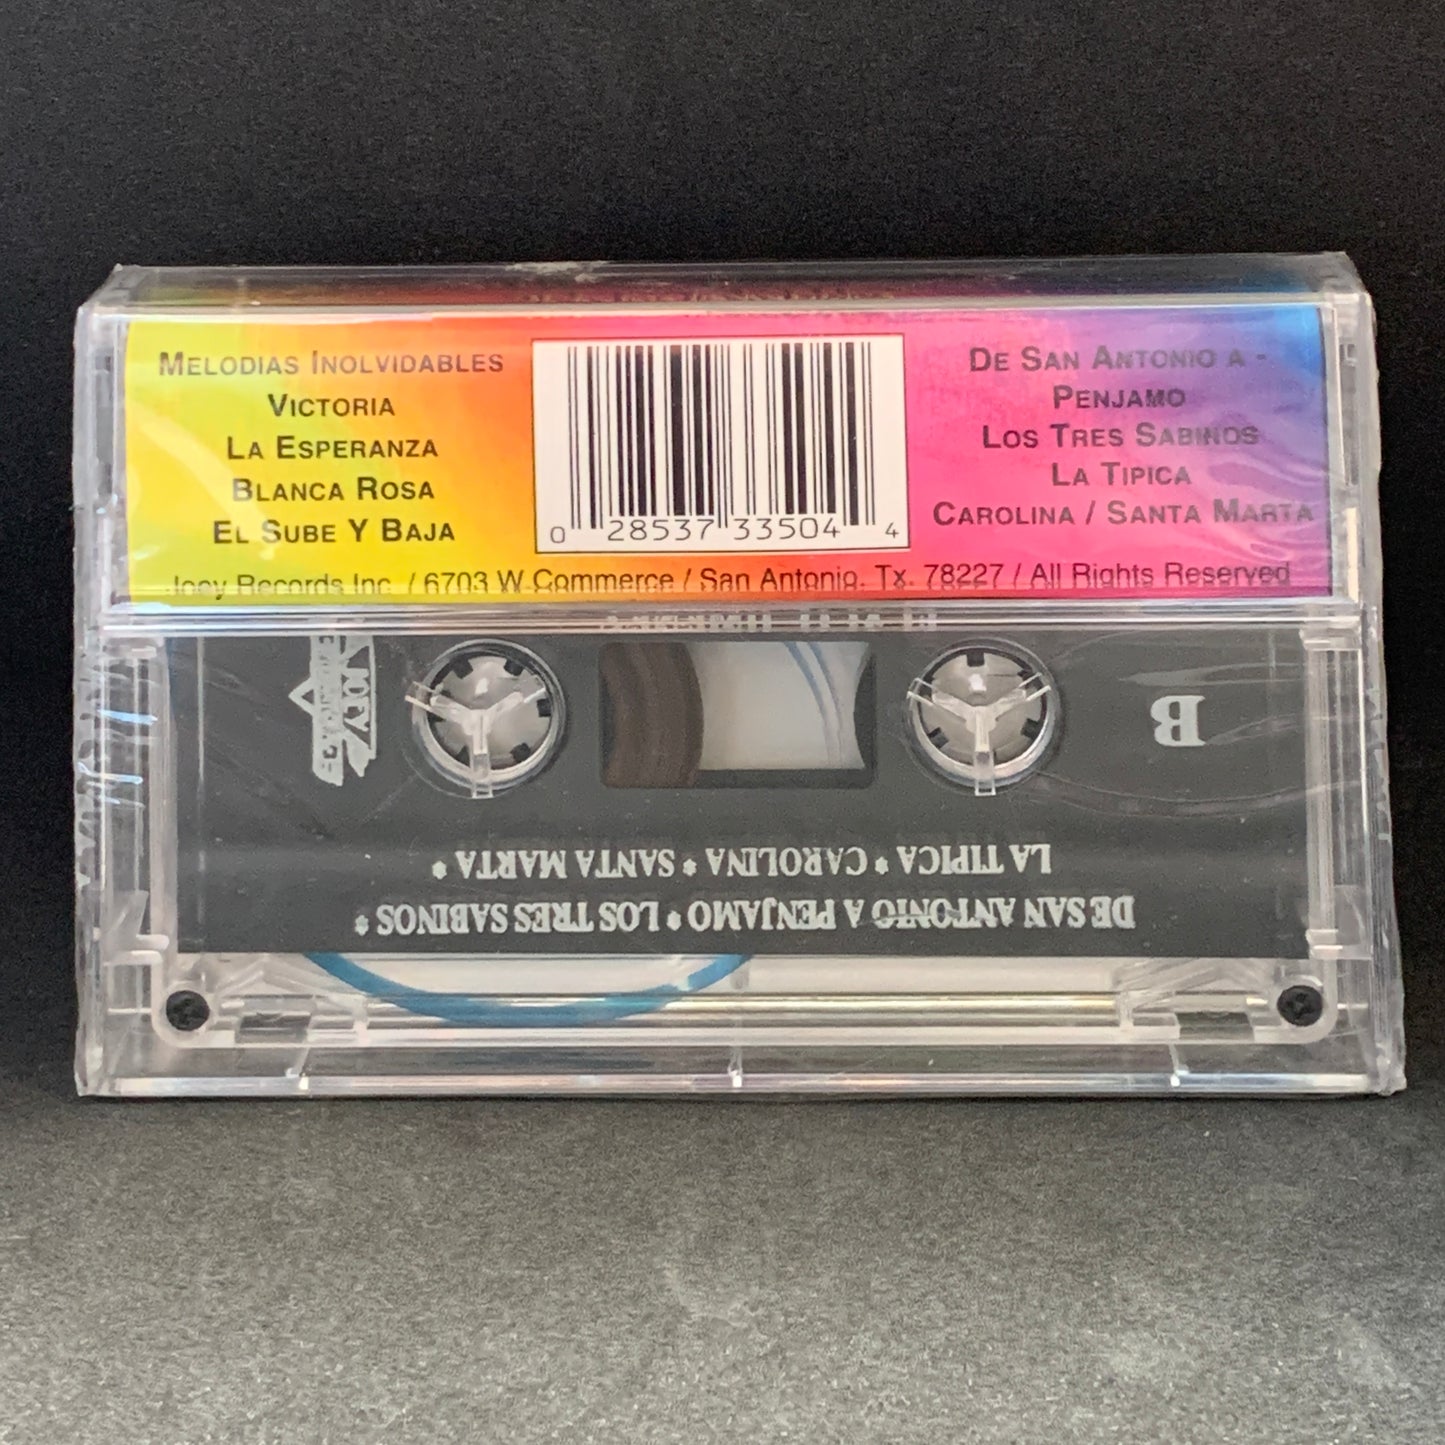 MELODIAS INOLVIDABLES
VICTORIA
LA ESPERANZA
BLANCA ROSA
EL SUBE Y BAJA
0 28537 33504 4
DE SAN ANTONIO A -
PENJAMO
LOS TRES SABINOS
LA TIPICA
CAROLINA / SANTA MARTA
Joey Records Inc. / 6703 W. Commerce / San Antonio, Tx. 78227 / All Rights Reserved
JOEY
B
DE SAN ANTONIO A PENJAMO * LOS TRES SABINOS *
LA TIPICA * CAROLINA * SANTA MARTA *